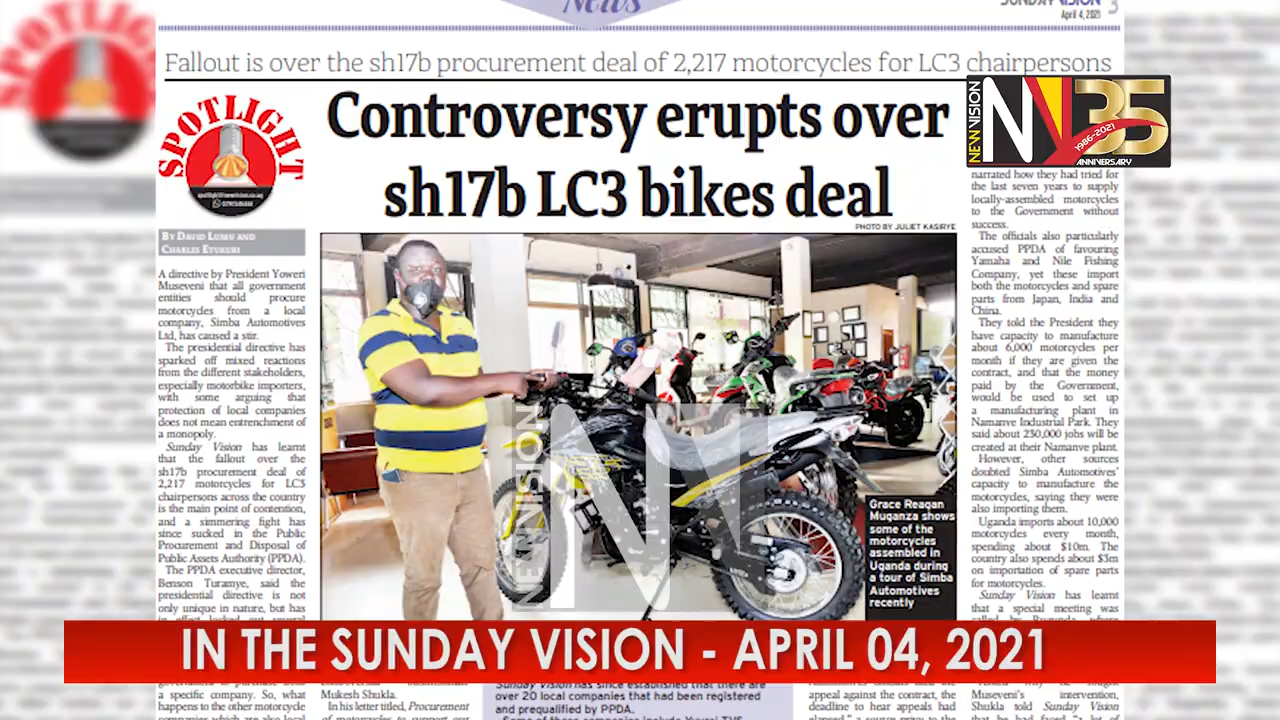 News
SUNDAY VISION
April 4, 2021
3
Fallout is over the sh17b procurement deal of 2,217 motorcycles for LC3 chairpersons
SPOTLIGHT
Controversy erupts over
sh17b LC3 bikes deal
NEW VISION
NV
35
1986-2021
ANNIVERSARY
PHOTO BY JULIET KASIRYE
BY DAVID LUMU AND
CHARLES ETUKURI
A directive by President Yoweri
Museveni that all government
entities should procure
motorcycles from a local
company, Simba Automotives
Ltd, has caused a stir.
The presidential directive has
sparked off mixed reactions
from the different stakeholders,
especially motorbike importers,
with some arguing that
protection of local companies
does not mean entrenchment of
a monopoly.
Sunday Vision has learnt
that the fallout over the
sh17b procurement deal of
2,217 motorcycles for LC3
chairpersons across the country
is the main point of contention,
and a simmering fight has
since sucked in the Public
Procurement and Disposal of
Public Assets Authority (PPDA).
The PPDA executive director,
Benson Turamye, said the
presidential directive is not
only unique in nature, but has
a specific company. So, what
happens to the other motorcycle
Grace Reagan
Muganza shows
some of the
motorcycles
assembled in
Uganda during
a tour of Simba
Automotives
recently
NEW VISION
NV
narrated how they had tried for
the last seven years to supply
locally-assembled motorcycles
to the Government without
success.
The officials also particularly
accused PPDA of favouring
Yamaha and Nile Fishing
Company, yet these import
both the motorcycles and spare
parts from Japan, India and
China.
They told the President they
have capacity to manufacture
about 6,000 motorcycles per
month if they are given the
contract, and that the money
paid by the Government,
would be used to set up
a manufacturing plant in
Namanve Industrial Park. They
said about 230,000 jobs will be
created at their Namanve plant.
However, other sources
doubted Simba Automotives'
capacity to manufacture the
motorcycles, saying they were
also importing them.
Uganda imports about 10,000
motorcycles every month,
spending about $10m. The
country also spends about $3m
on importation of spare parts
for motorcycles.
Sunday Vision has learnt
that a special meeting was
IN THE SUNDAY VISION - APRIL 04, 2021
Mukesh Shukla.
In his letter titled, Procurement
Sunday Vision has since established that there are
over 20 local companies that had been registered
and prequalified by PPDA.
appeal against the contract, the
deadline to hear appeals had
Museveni's intervention,
Shukla told Sunday Vision